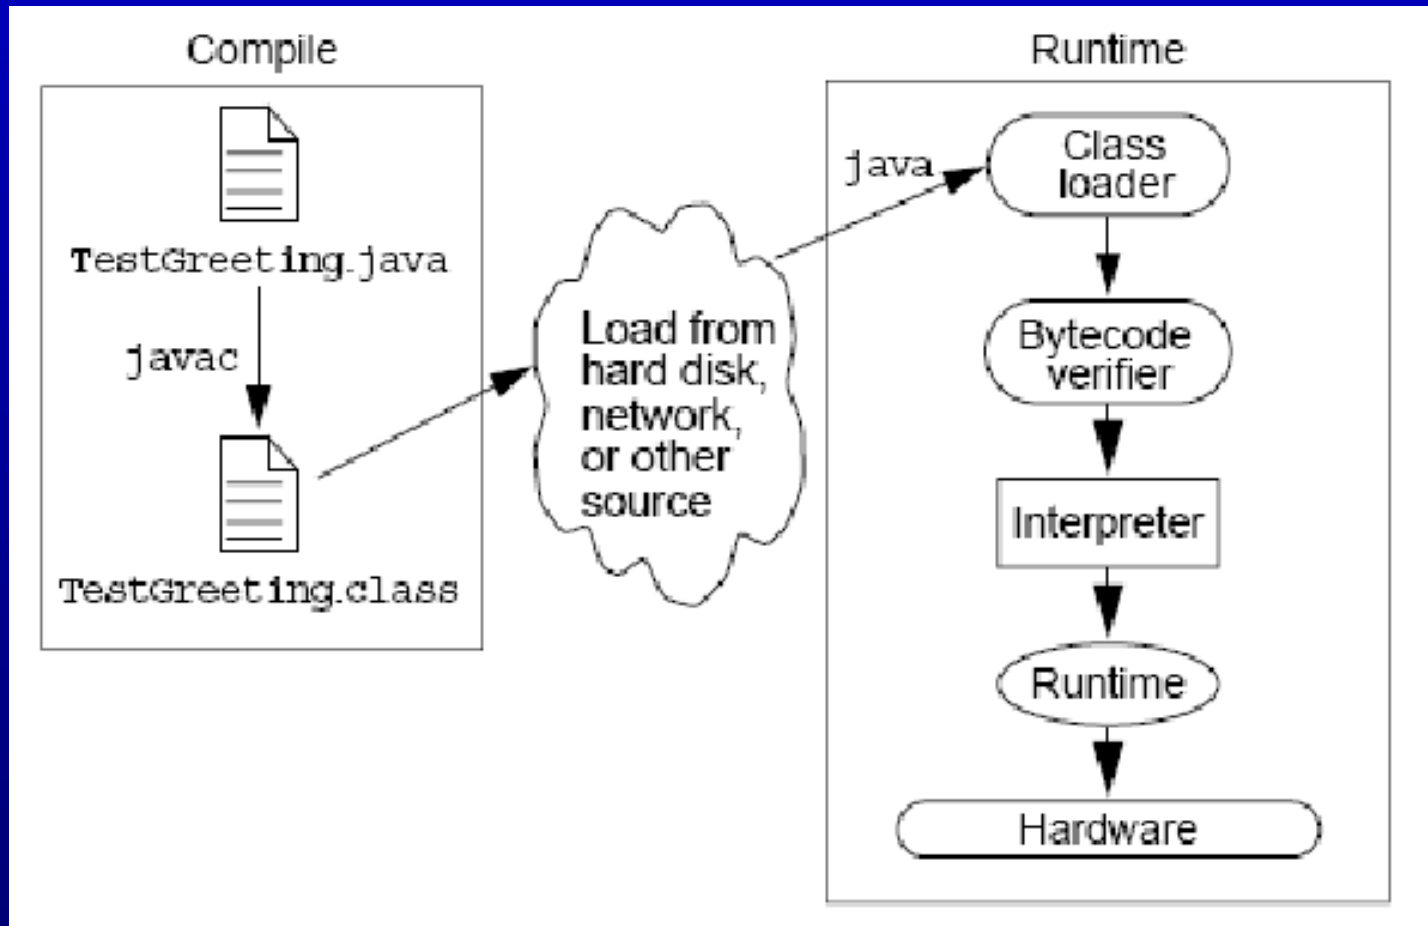 Compile
TestGreeting.java
javac
TestGreeting.class
Load from
hard disk,
network,
or other
source
Runtime
java
Class
loader
Bytecode
verifier
Interpreter
Runtime
Hardware